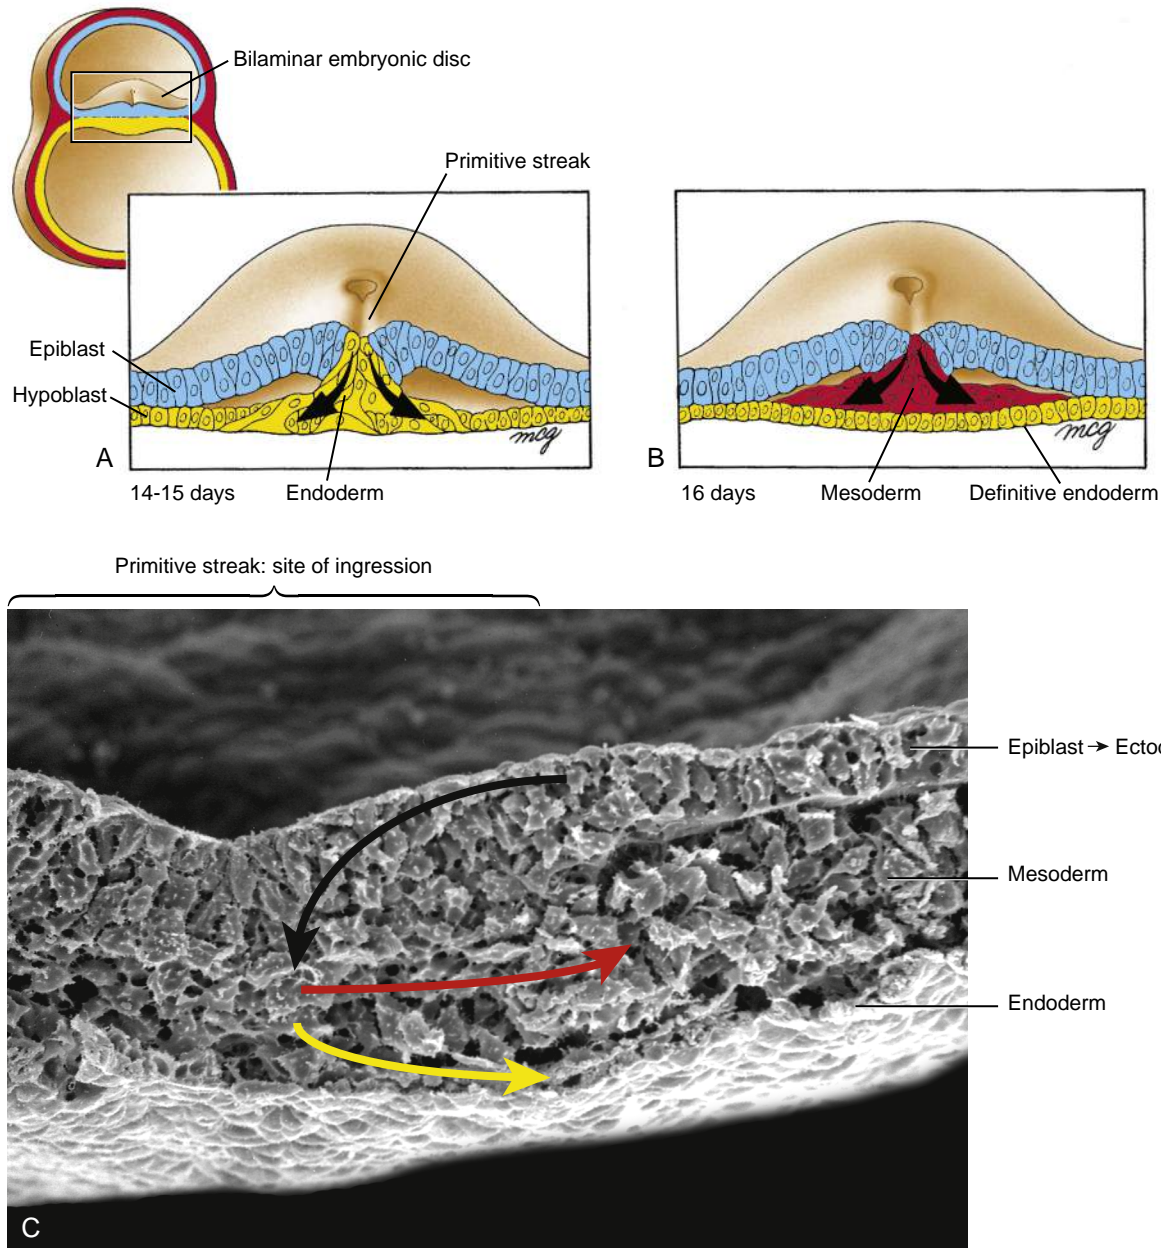 Bilaminar embryonic disc
Primitive streak
Epiblast
Hypoblast
mcg
mcg
A
B
14-15 days
Endoderm
16 days
Mesoderm
Definitive endoderm
Primitive streak: site of ingression
Epiblast → Ectoc
Mesoderm
Endoderm
C